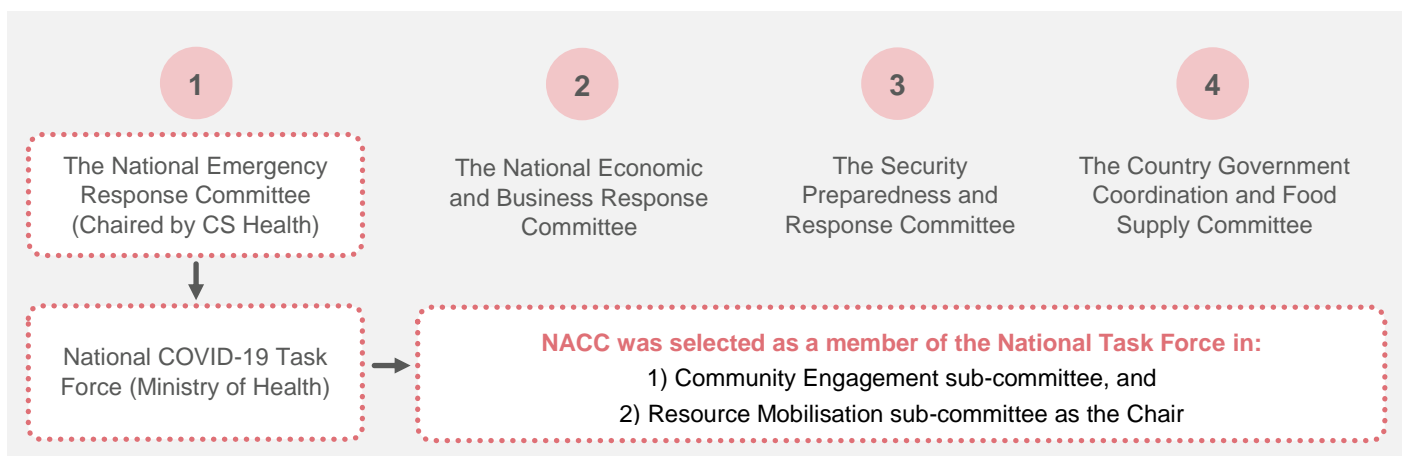 1
The National Emergency
Response Committee
(Chaired by CS Health)
2
The National Economic
and Business Response
Committee
3
The Security
Preparedness and
Response Committee
4
The Country Government
Coordination and Food
Supply Committee
National COVID-19 Task
Force (Ministry of Health)
NACC was selected as a member of the National Task Force in:
1) Community Engagement sub-committee, and
2) Resource Mobilisation sub-committee as the Chair